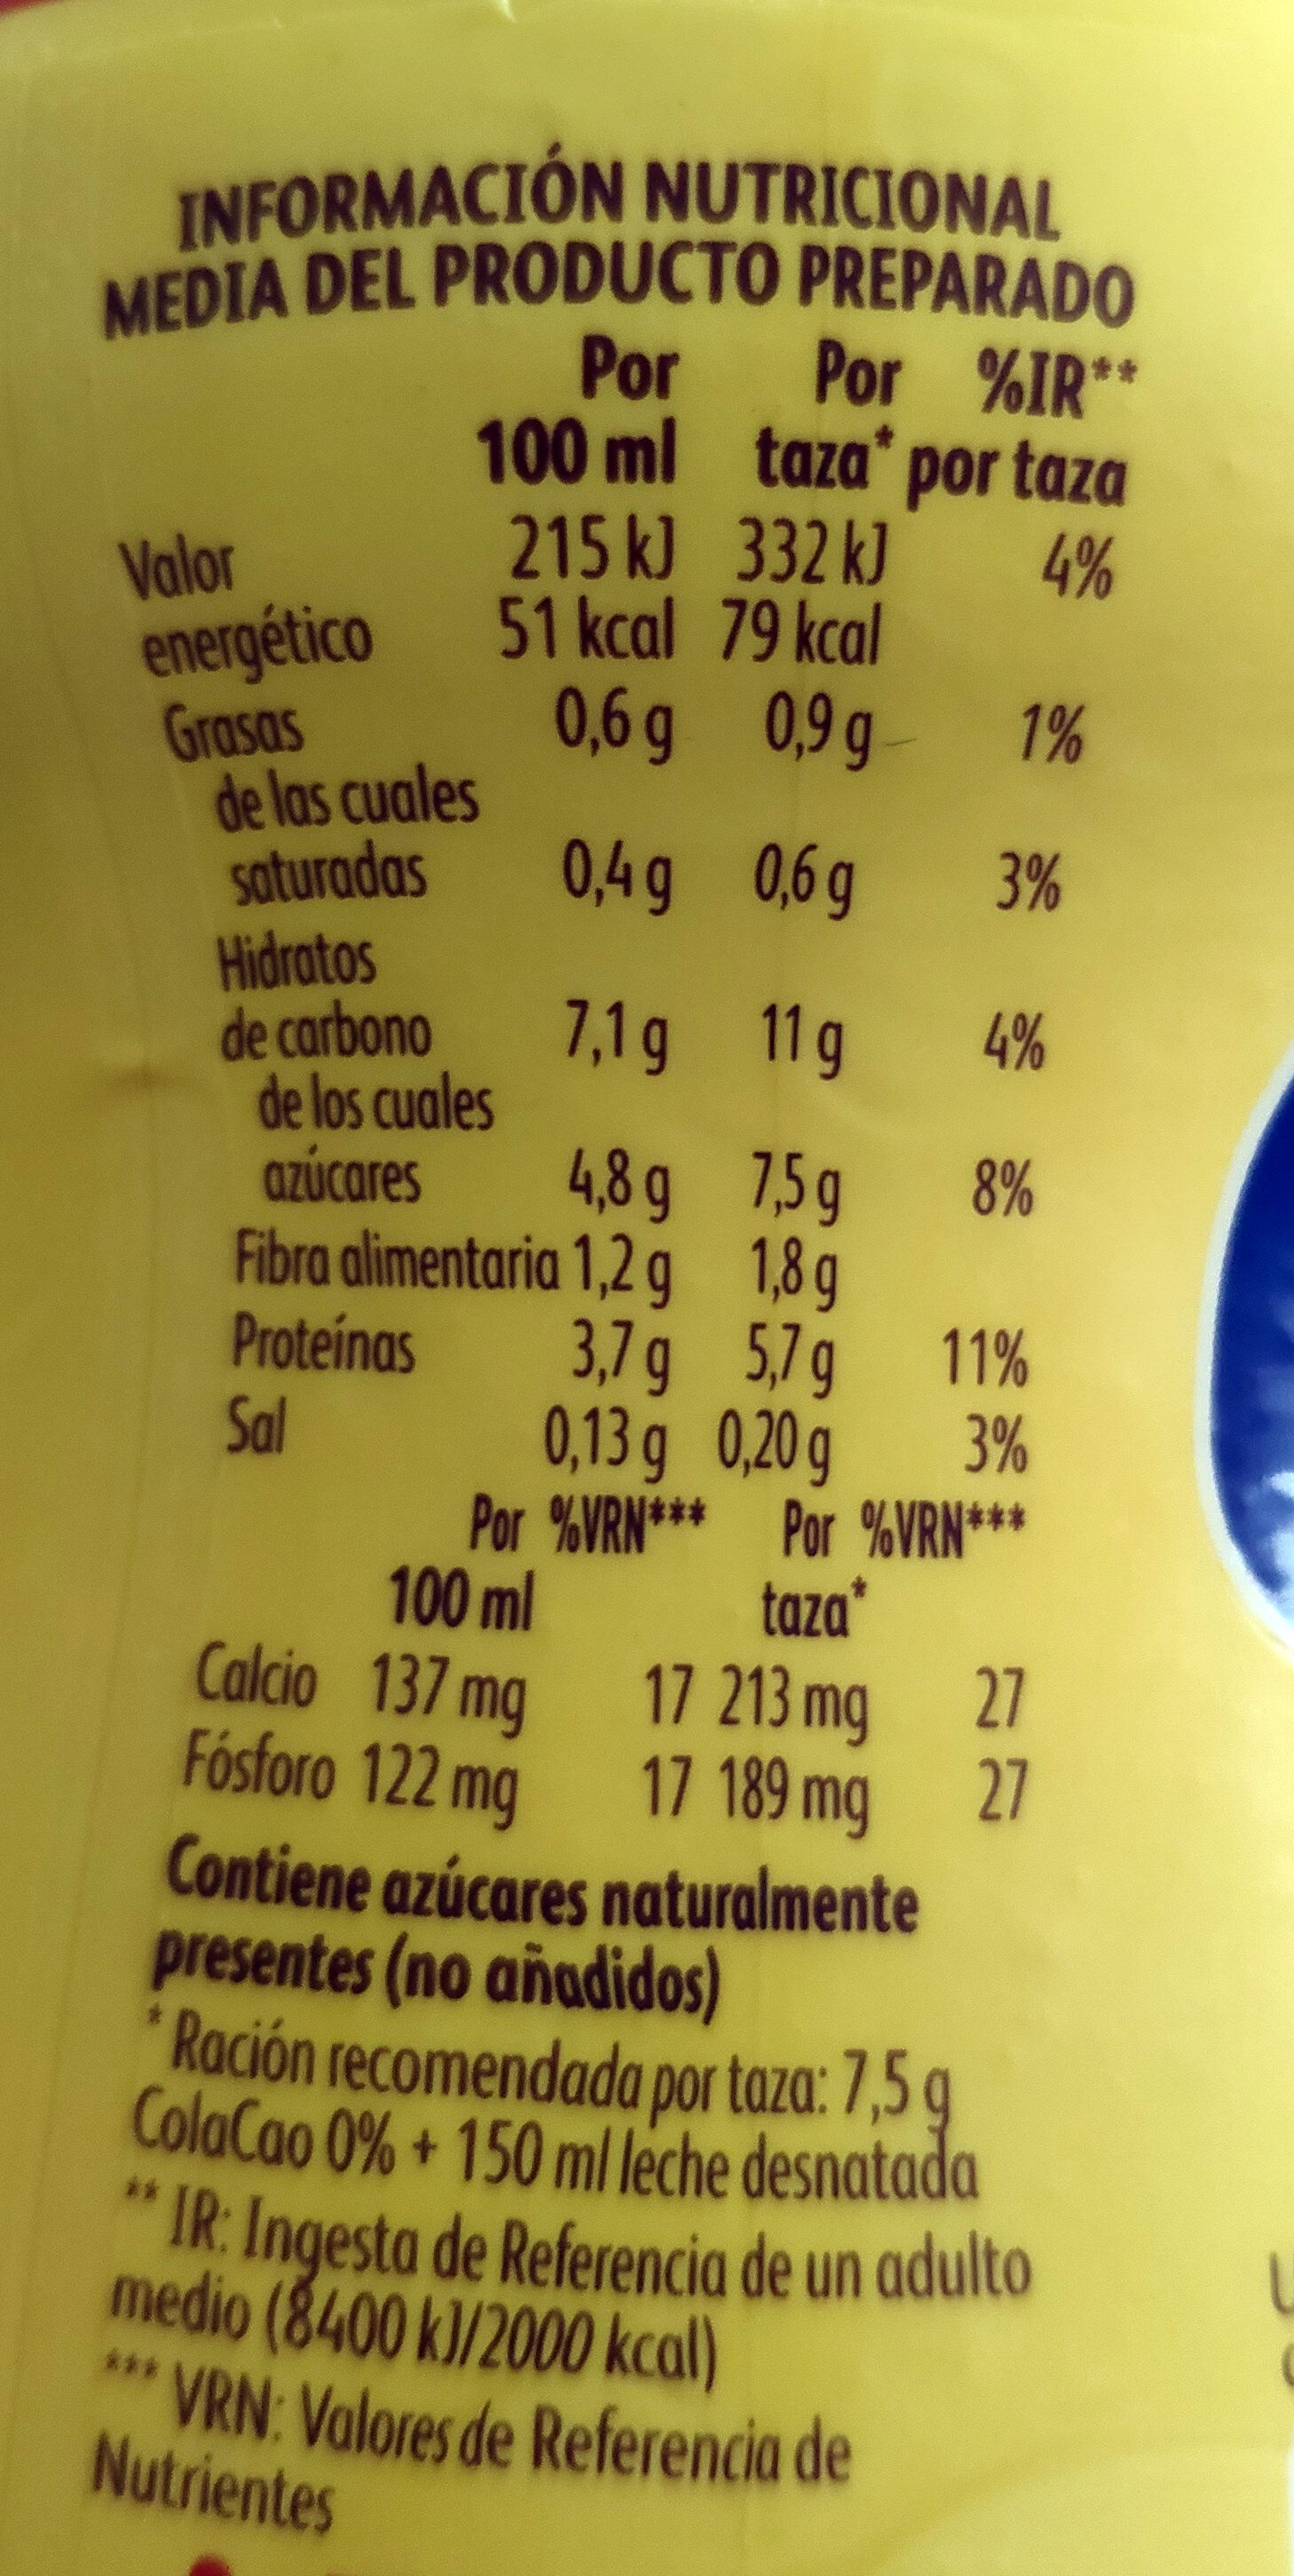 INFORMACIÓN NUTRICIONAL
MEDIA DEL PRODUCTO PREPARADO
Por Por %IR**
100 ml taza* por taza
Valor 215 kJ 332 kJ 4%
energético 51 kcal 79 kcal
Grasas 0,6 g 0,9 g 1%
de las cuales
saturadas 0,4 g 0,6 g 3%
Hidratos
de carbono 7,1 g 11 g 4%
de los cuales
azúcares 4,8 g 7,5 g 8%
Fibra alimentaria 1,2 g 1,8 g
Proteínas 3,7 g 5,7 g 11%
Sal 0,13 g 0,20 g 3%
Por %VRN*** Por %VRN***
100 ml taza*
Calcio 137 mg 17 213 mg 27
Fósforo 122 mg 17 189 mg 27
Contiene azúcares naturalmente
presentes (no añadidos)
* Ración recomendada por taza: 7,5 g
ColaCao 0% + 150 ml leche desnatada
** IR: Ingesta de Referencia de un adulto
medio (8400 kJ/2000 kcal)
*** VRN: Valores de Referencia de
Nutrientes